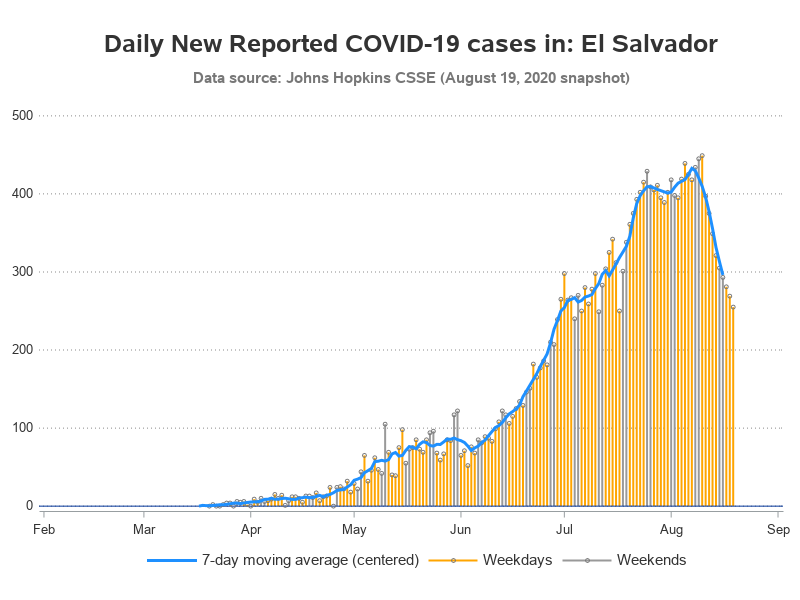 Daily New Reported COVID-19 cases in: El Salvador
Data source: Johns Hopkins CSSE (August 19, 2020 snapshot)
500
400
300
200
100
0
Feb Mar Apr May Jun Jul Aug Sep
7-day moving average (centered) Weekdays Weekends